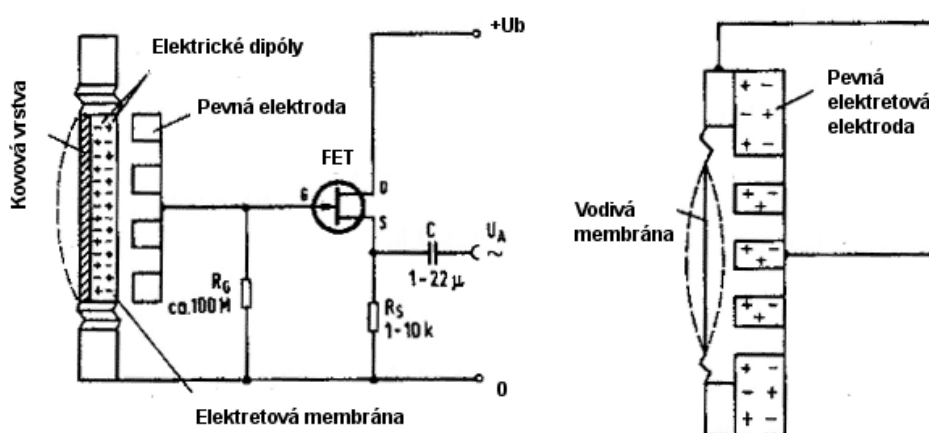 Elektrické dipóly
Pevná elektroda
Kovová vrstva
FET
G
D
S
+Ub
U_A
~
C
1-22 µ
R_G
ca.100 M
R_S
1-10 k
0
Elektretová membrána
Pevná
elektretová
elektroda
Vodivá
membrána